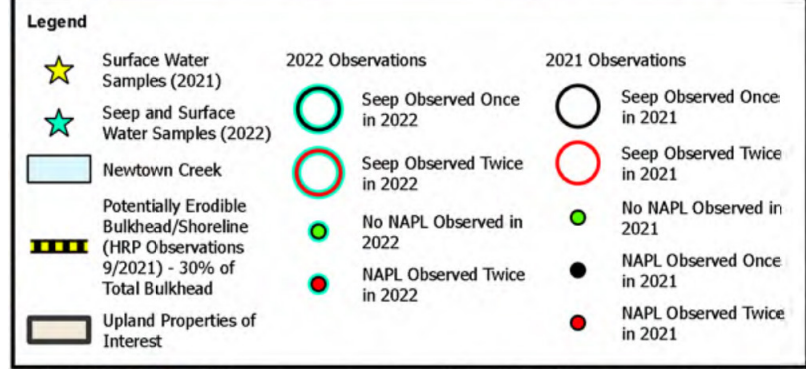 Legend
Surface Water
Samples (2021)
Seep and Surface
Water Samples (2022)
Newtown Creek
Potentially Erodible
Bulkhead/Shoreline
(HRP Observations
9/2021) - 30% of
Total Bulkhead
Upland Properties of
Interest
2022 Observations
Seep Observed Once
in 2022
Seep Observed Twice
in 2022
No NAPL Observed in
2022
NAPL Observed Twice
in 2022
2021 Observations
Seep Observed Once
in 2021
Seep Observed Twice
in 2021
No NAPL Observed in
2021
NAPL Observed Once
in 2021
NAPL Observed Twice
in 2021